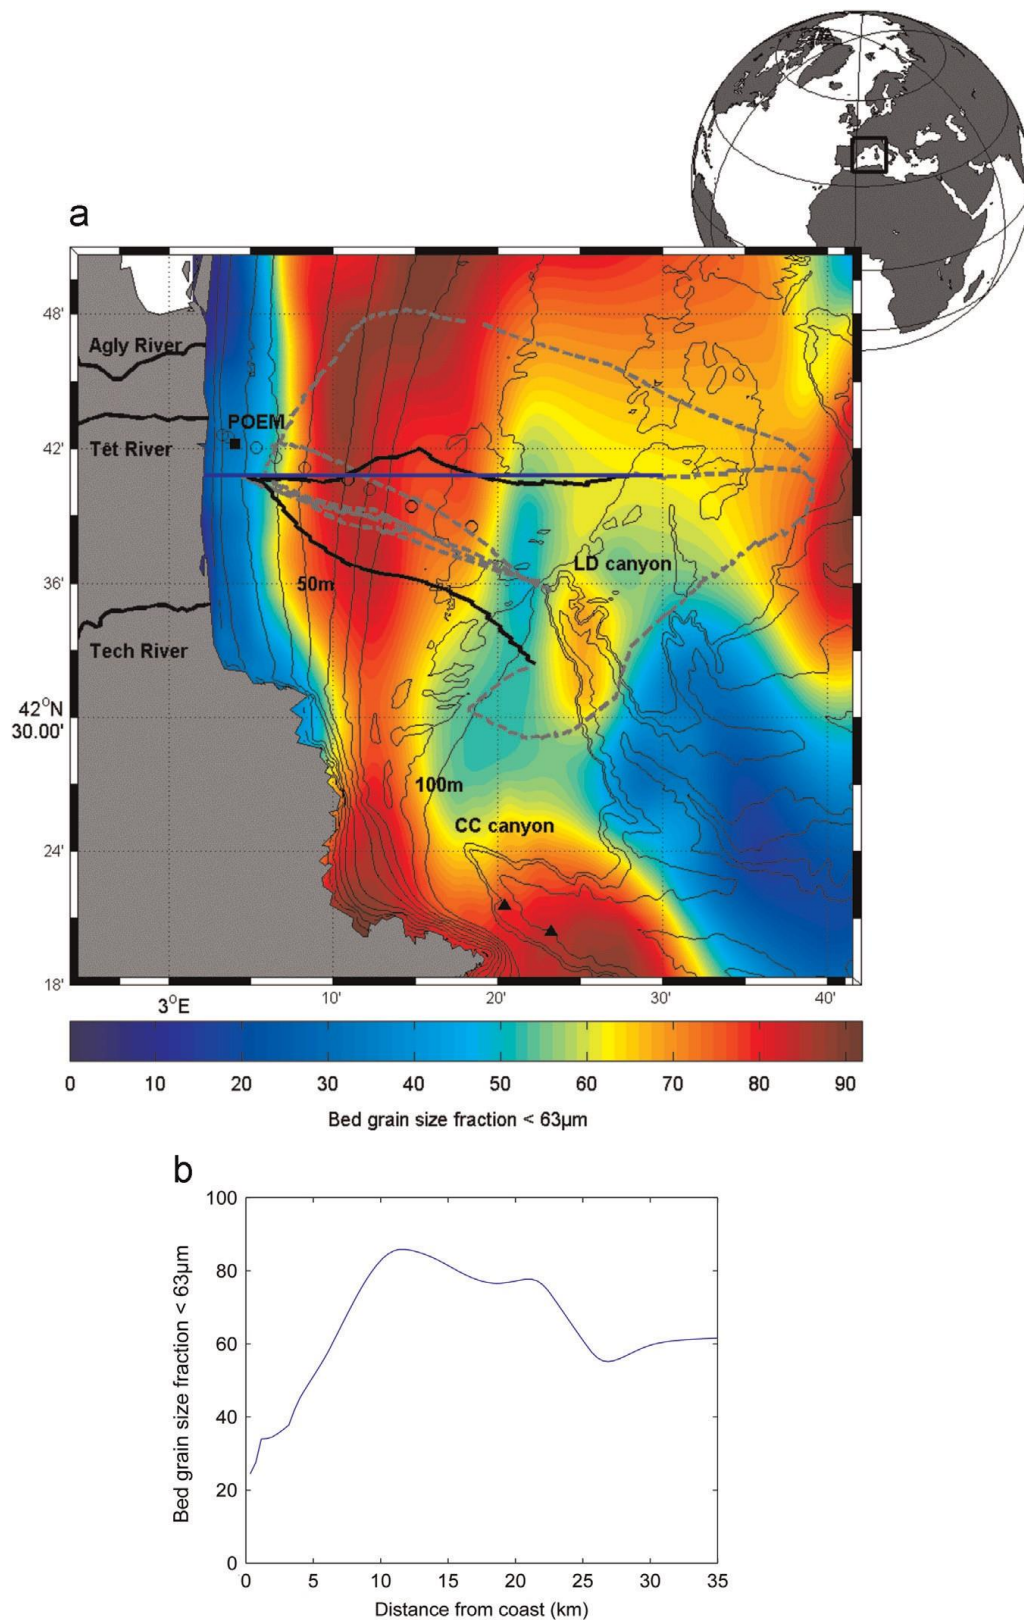 a
48'
Agly River
POEM
42'
Têt River
LD canyon
36'
50m
Tech River
42°N
30.00'
100m
CC canyon
24'
18'
3°E
10'
20'
30'
40'
0 10 20 30 40 50 60 70 80 90
Bed grain size fraction < 63µm
b
100
80
60
40
20
0
Bed grain size fraction < 63µm
0 5 10 15 20 25 30 35
Distance from coast (km)